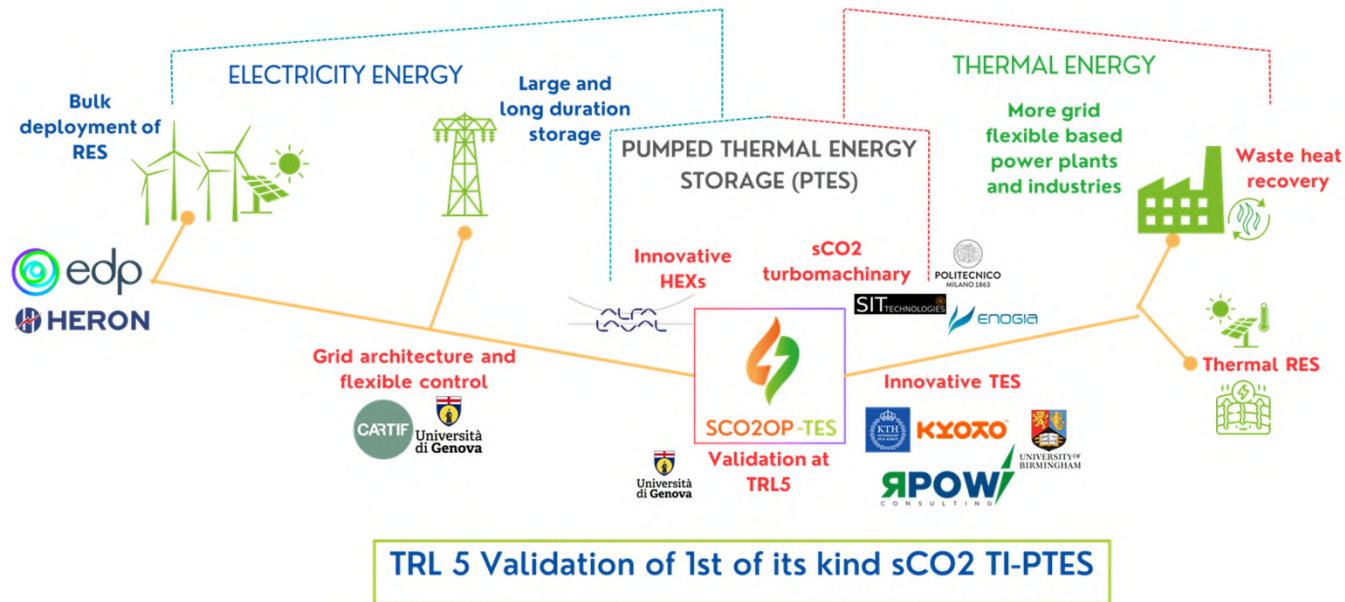 ELECTRICITY ENERGY
THERMAL ENERGY
Bulk
deployment of
RES
Large and
long duration
storage
PUMPED THERMAL ENERGY
STORAGE (PTES)
More grid
flexible based
power plants
and industries
Waste heat
recovery
edp
HERON
Innovative
HEXs
ALFA
LAVAL
sCO2
turbomachinary
POLITECNICO
MILANO 1863
SIT TECHNOLOGIES
ENOGIA
Grid architecture and
flexible control
CARTIF
Università
di Genova
SCO2OP-TES
Validation at
TRL5
Università
di Genova
Innovative TES
KTH
KYOTO
UNIVERSITY OF
BIRMINGHAM
RPOW
CONSULTING
Thermal RES
TRL 5 Validation of 1st of its kind sCO2 TI-PTES